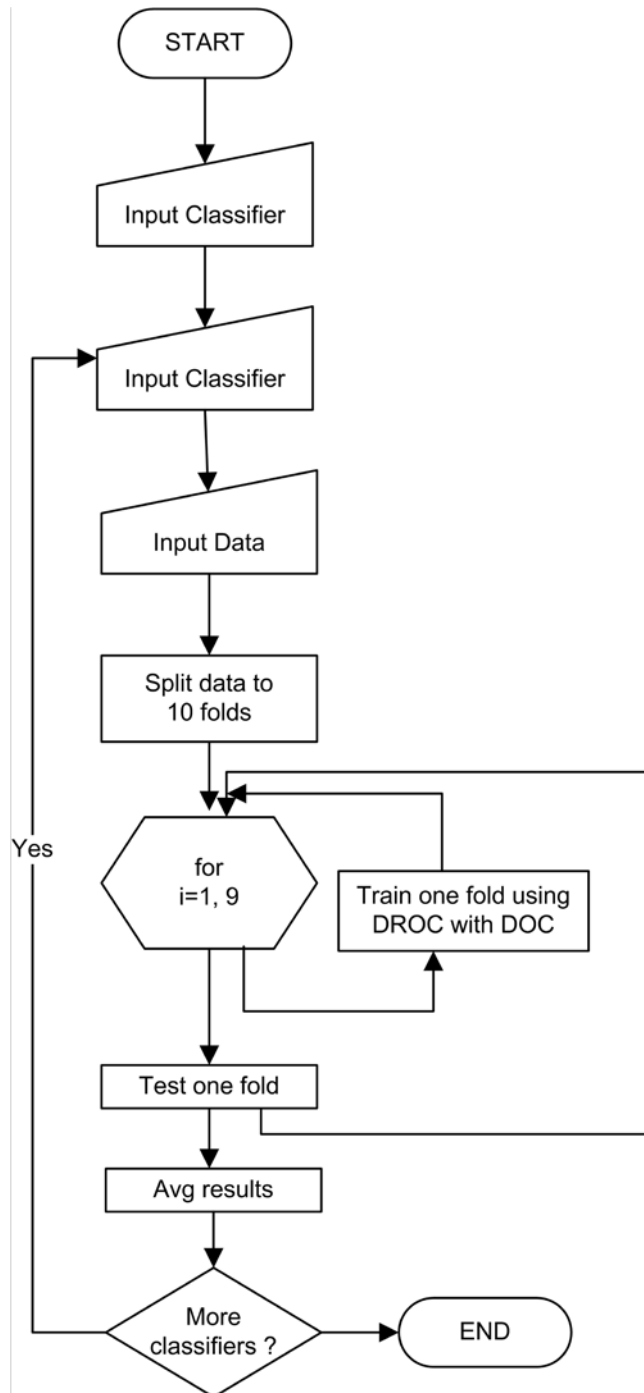 START
Input Classifier
Input Classifier
Input Data
Split data to
10 folds
Yes
for
i=1, 9
Train one fold using
DROC with DOC
Test one fold
Avg results
More
classifiers ?
END